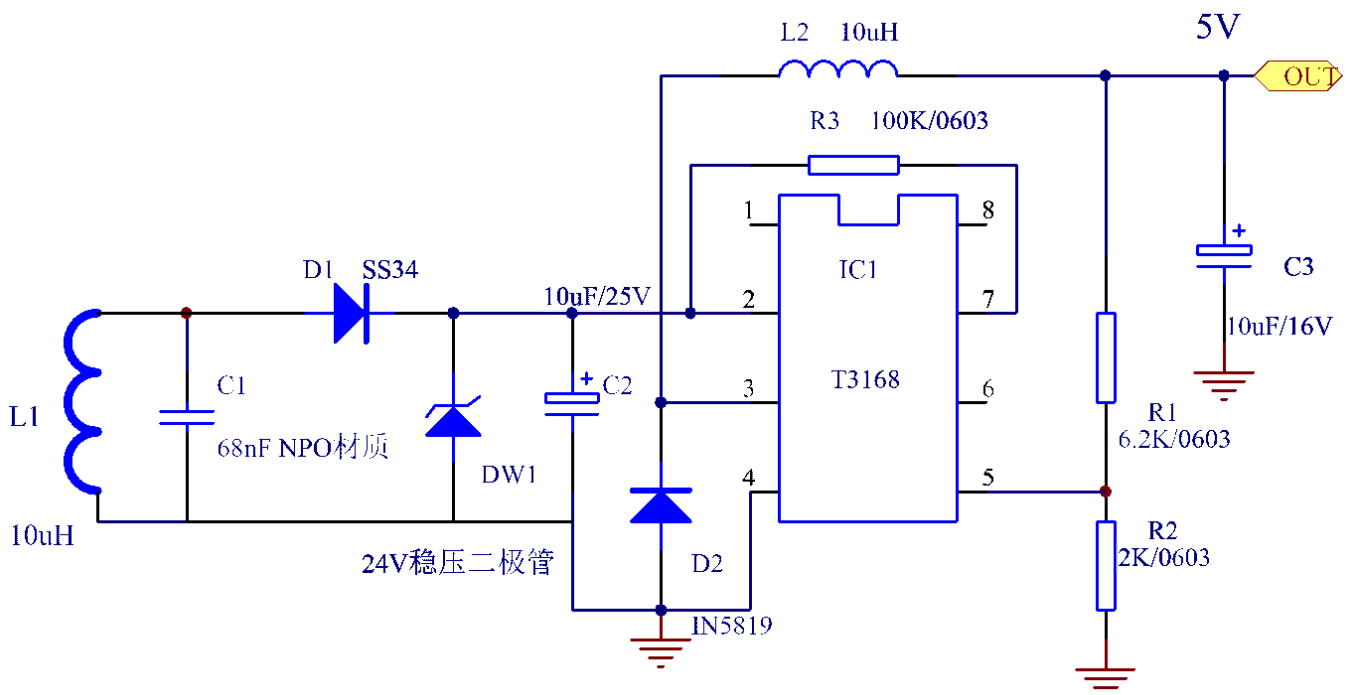 L2 10uH
5V
OUT
R3 100K/0603
1
8
IC1
D1 SS34
10uF/25V
2
7
C3
10uF/16V
C1
C2
3
T3168
6
L1
R1
6.2K/0603
68nF NPO材质
DW1
4
5
10uH
24V稳压二极管
D2
R2
2K/0603
IN5819